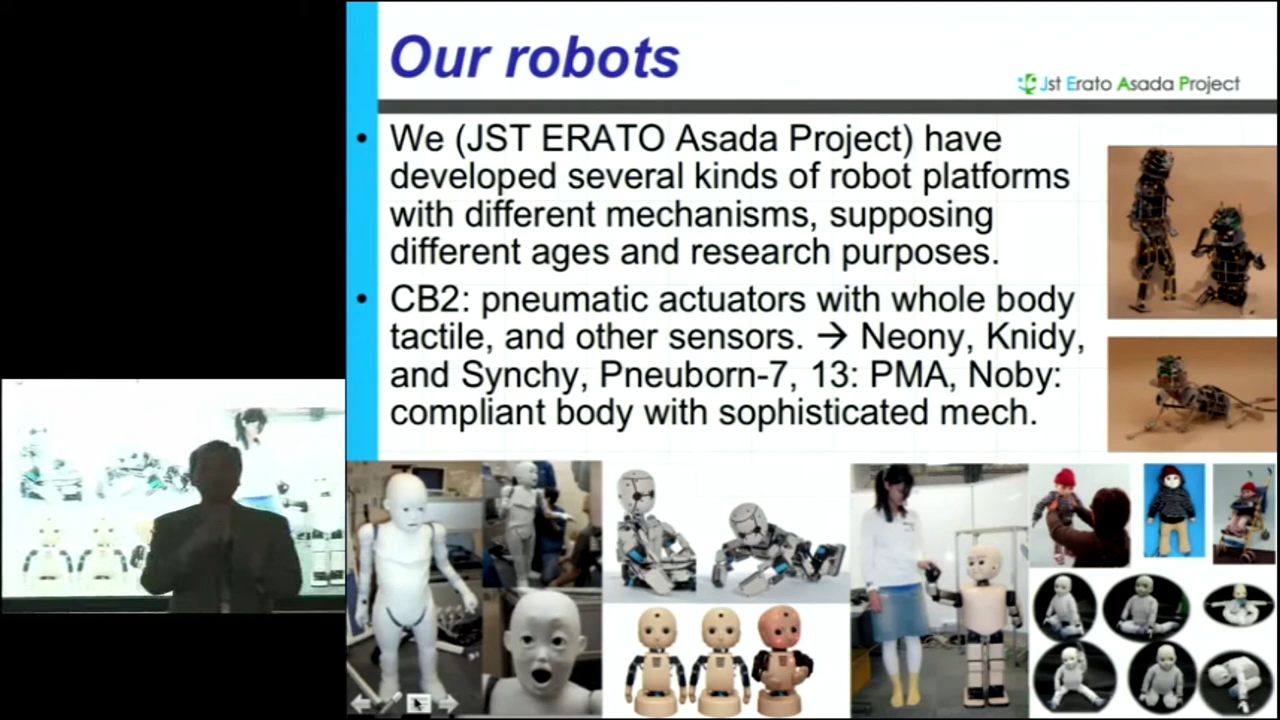 Our robots
Jst Erato Asada Project
• We (JST ERATO Asada Project) have
developed several kinds of robot platforms
with different mechanisms, supposing
different ages and research purposes.
• CB2: pneumatic actuators with whole body
tactile, and other sensors. → Neony, Knidy,
and Synchy, Pneuborn-7, 13: PMA, Noby:
compliant body with sophisticated mech.